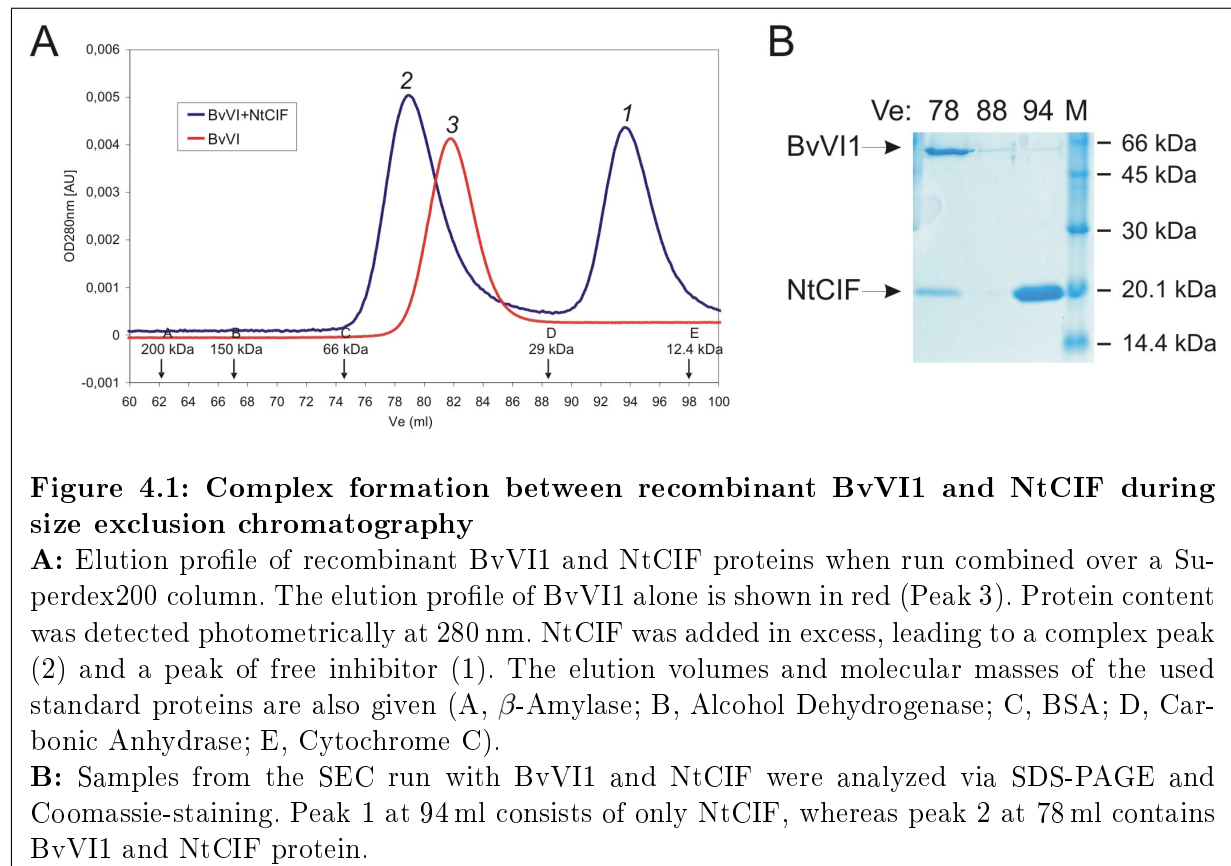 A
0,006
0,005
0,004
0,003
0,002
0,001
0
-0,001
OD280nm [AU]
BvVI+NtCIF
BvVI
2
3
1
A
B
C
D
E
200 kDa
150 kDa
66 kDa
29 kDa
12.4 kDa
60 62 64 66 68 70 72 74 76 78 80 82 84 86 88 90 92 94 96 98 100
Ve (ml)
B
Ve: 78 88 94 M
BvVI1
NtCIF
66 kDa
45 kDa
30 kDa
20.1 kDa
14.4 kDa
Figure 4.1: Complex formation between recombinant BvVI1 and NtCIF during
size exclusion chromatography
A: Elution profile of recombinant BvVI1 and NtCIF proteins when run combined over a Su-
perdex200 column. The elution profile of BvVI1 alone is shown in red (Peak 3). Protein content
was detected photometrically at 280 nm. NtCIF was added in excess, leading to a complex peak
(2) and a peak of free inhibitor (1). The elution volumes and molecular masses of the used
standard proteins are also given (A, β-Amylase; B, Alcohol Dehydrogenase; C, BSA; D, Car-
bonic Anhydrase; E, Cytochrome C).
B: Samples from the SEC run with BvVI1 and NtCIF were analyzed via SDS-PAGE and
Coomassie-staining. Peak 1 at 94 ml consists of only NtCIF, whereas peak 2 at 78 ml contains
BvVI1 and NtCIF protein.